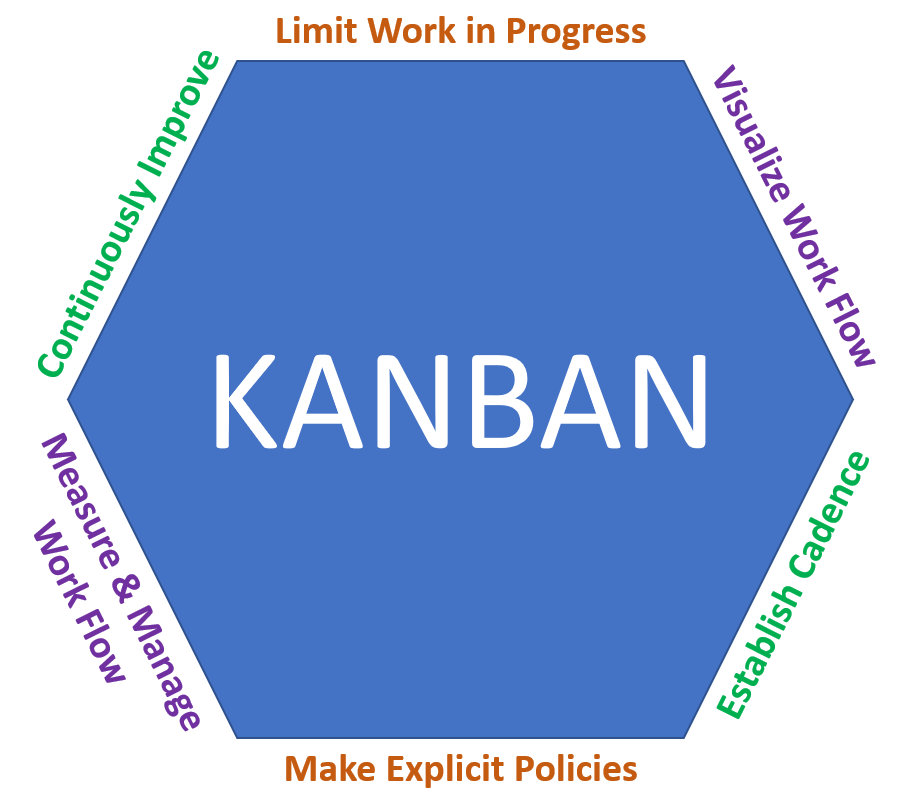 Limit Work in Progress
Visualize Work Flow
Continuously Improve
KANBAN
Measure & Manage
Work Flow
Establish Cadence
Make Explicit Policies